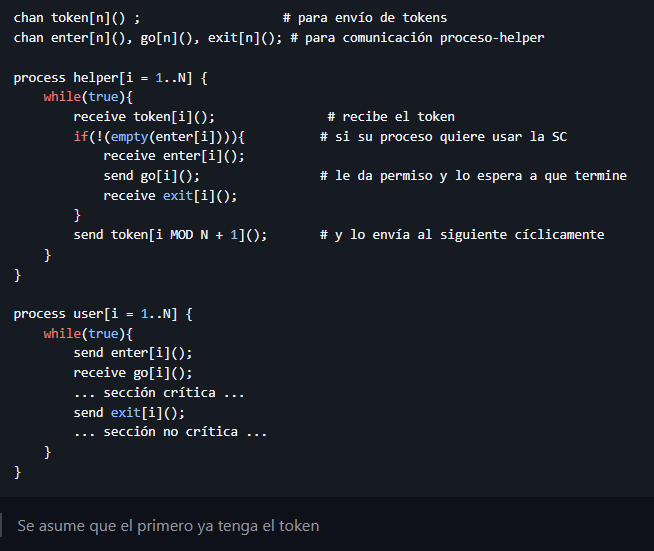 chan token[n]() ;                  # para envío de tokens
chan enter[n](), go[n](), exit[n](); # para comunicación proceso-helper
process helper[i = 1..N] {
    while(true){
        receive token[i]();               # recibe el token
        if(!(empty(enter[i]))){          # si su proceso quiere usar la SC
            receive enter[i]();
            send go[i]();                # le da permiso y lo espera a que termine
            receive exit[i]();
        }
        send token[i MOD N + 1]();       # y lo envía al siguiente cíclicamente
    }
}
process user[i = 1..N] {
    while(true){
        send enter[i]();
        receive go[i]();
        ... sección crítica ...
        send exit[i]();
        ... sección no crítica ...
    }
}
Se asume que el primero ya tenga el token